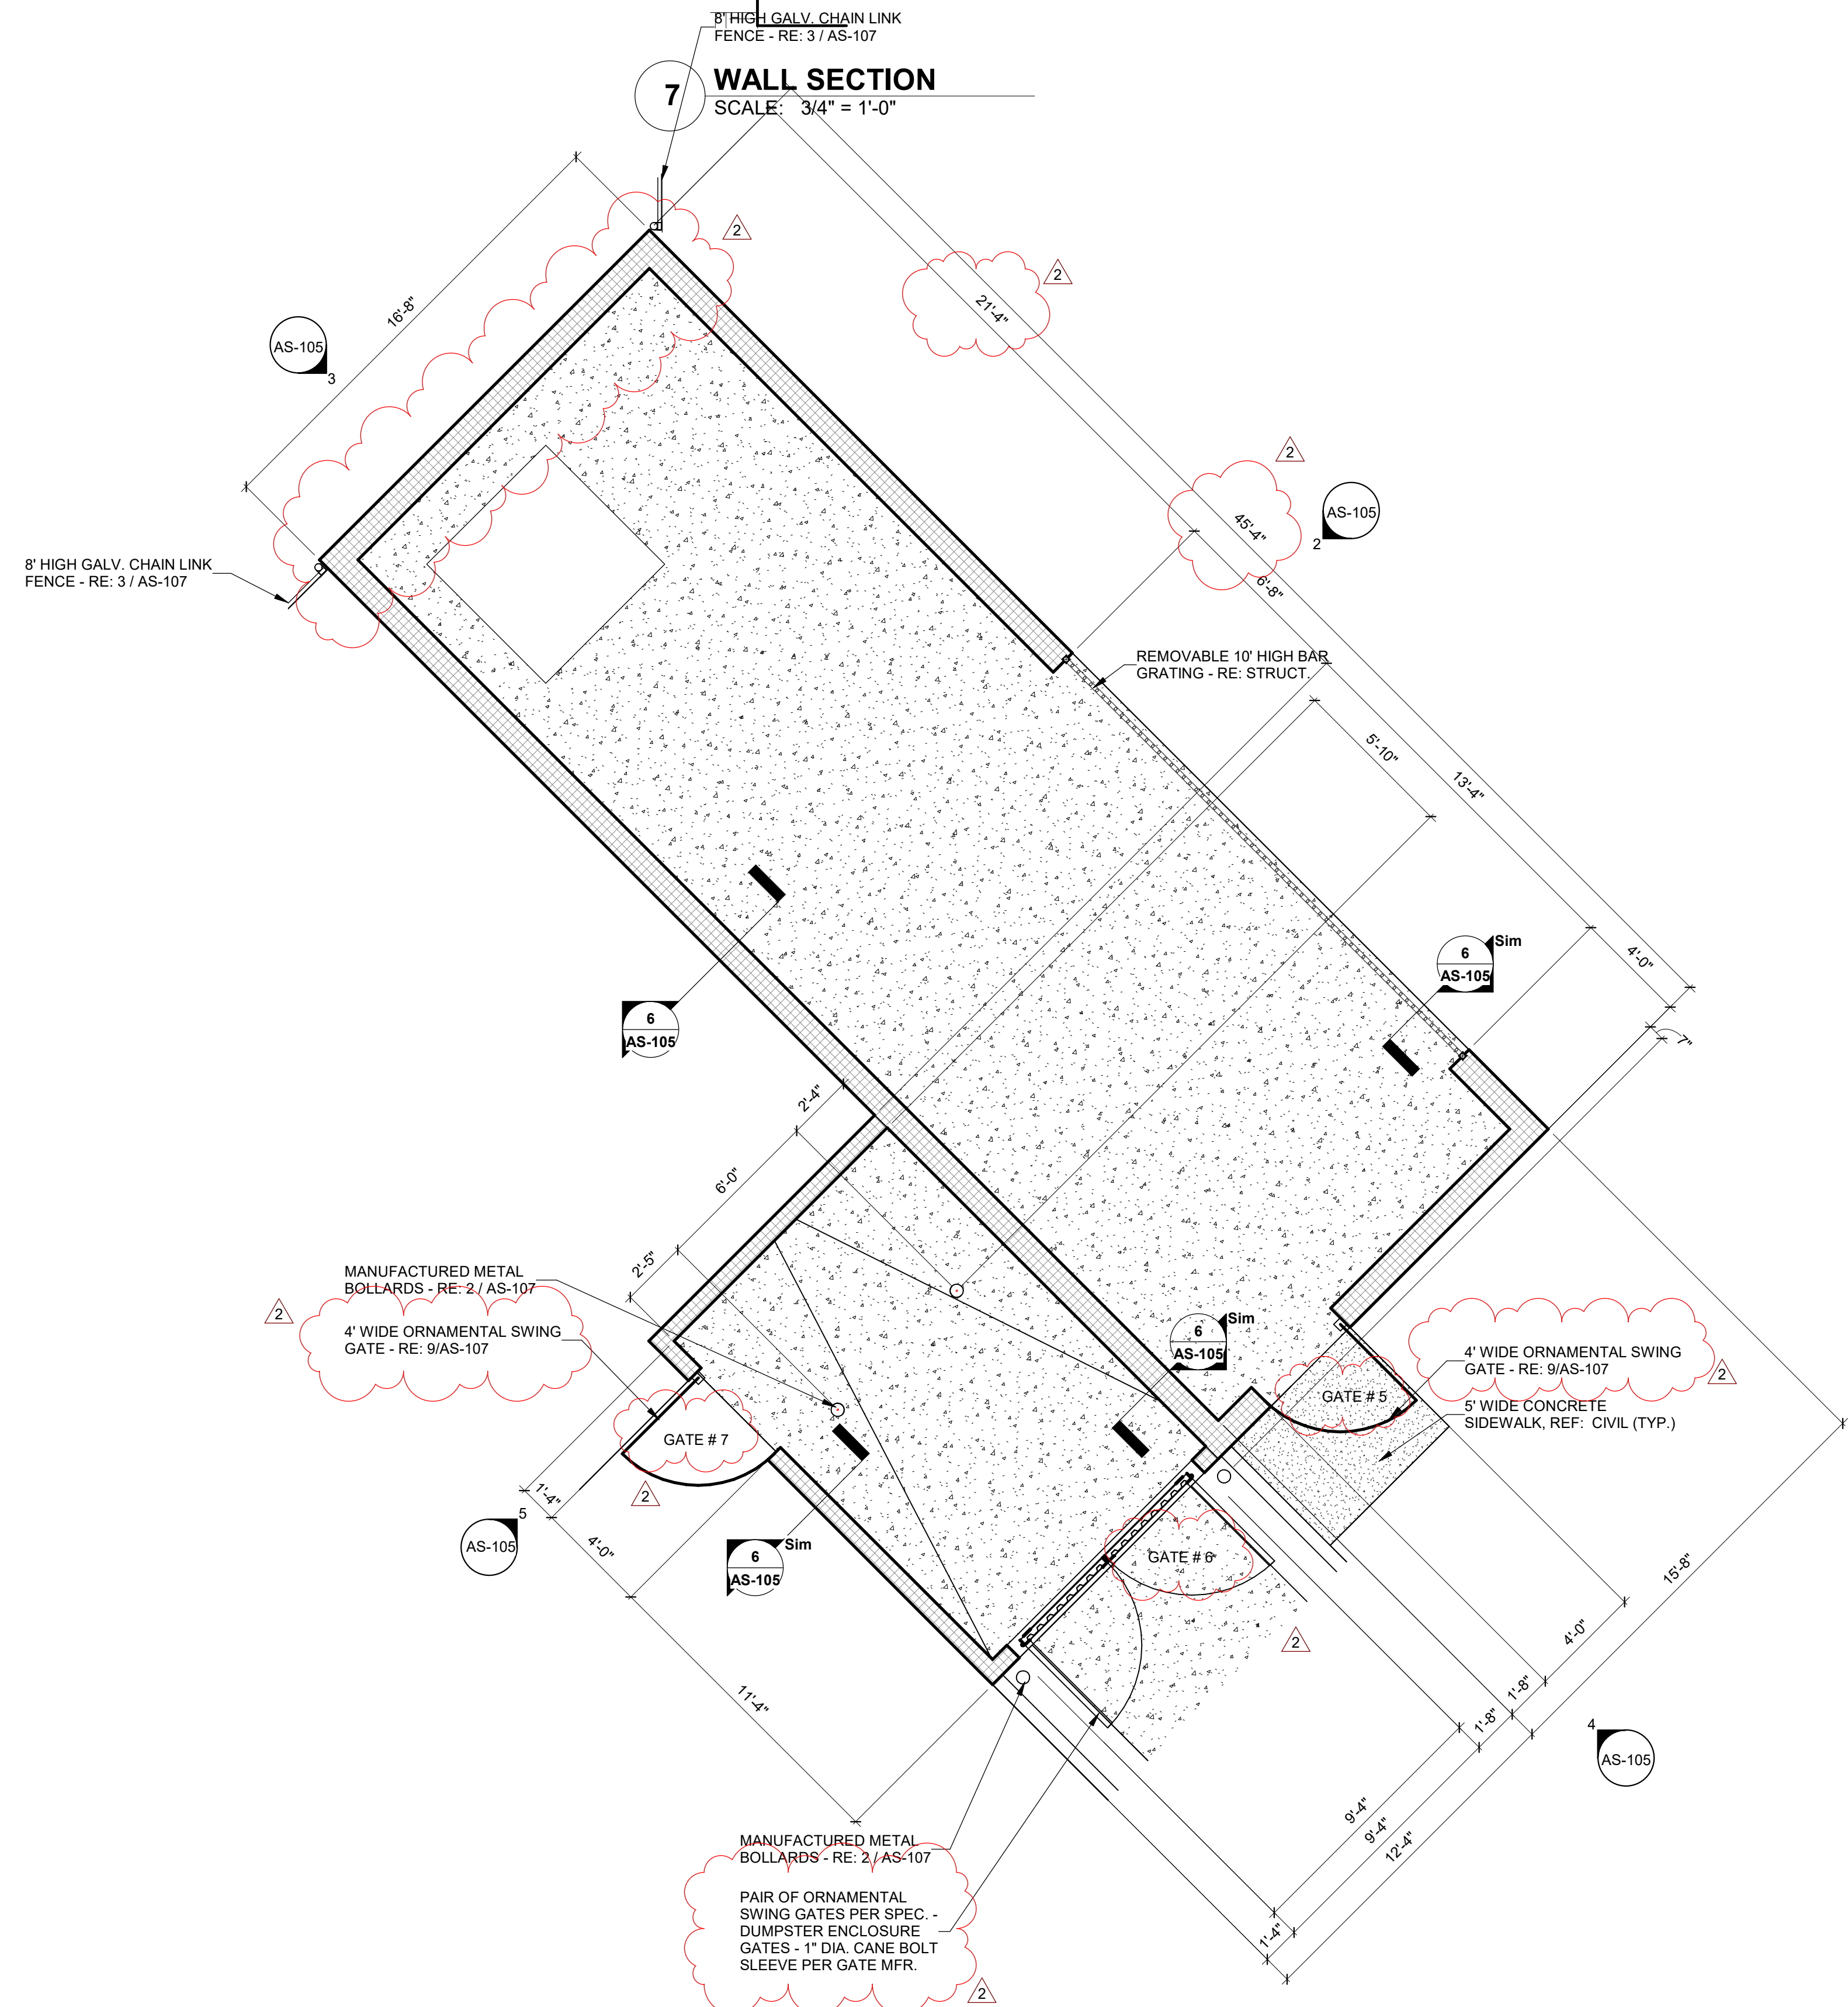 8' HIGH GALV. CHAIN LINK
FENCE - RE: 3 / AS-107
7
WALL SECTION
SCALE: 3/4" = 1'-0"
2
2
16'-8"
21'-4"
AS-105
3
2
45'-4"
AS-105
2
8' HIGH GALV. CHAIN LINK
FENCE - RE: 3 / AS-107
6'-8"
REMOVABLE 10' HIGH BAR
GRATING - RE: STRUCT.
5'-10"
13'-4"
6
AS-105
Sim
6
AS-105
4'-0"
7"
2'-4"
6'-0"
2'-5"
MANUFACTURED METAL
BOLLARDS - RE: 2 / AS-107
2
4' WIDE ORNAMENTAL SWING
GATE - RE: 9/AS-107
6
AS-105
Sim
4' WIDE ORNAMENTAL SWING
GATE - RE: 9/AS-107
2
5' WIDE CONCRETE
SIDEWALK, REF: CIVIL (TYP.)
GATE # 5
GATE # 7
2
1'-4"
5
AS-105
4'-0"
6
AS-105
Sim
GATE # 6
2
15'-8"
4'-0"
1'-8"
1'-8"
4
AS-105
11'-4"
9'-4"
9'-4"
12'-4"
1'-4"
MANUFACTURED METAL
BOLLARDS - RE: 2 / AS-107
PAIR OF ORNAMENTAL
SWING GATES PER SPEC. -
DUMPSTER ENCLOSURE
GATES - 1" DIA. CANE BOLT
SLEEVE PER GATE MFR.
2